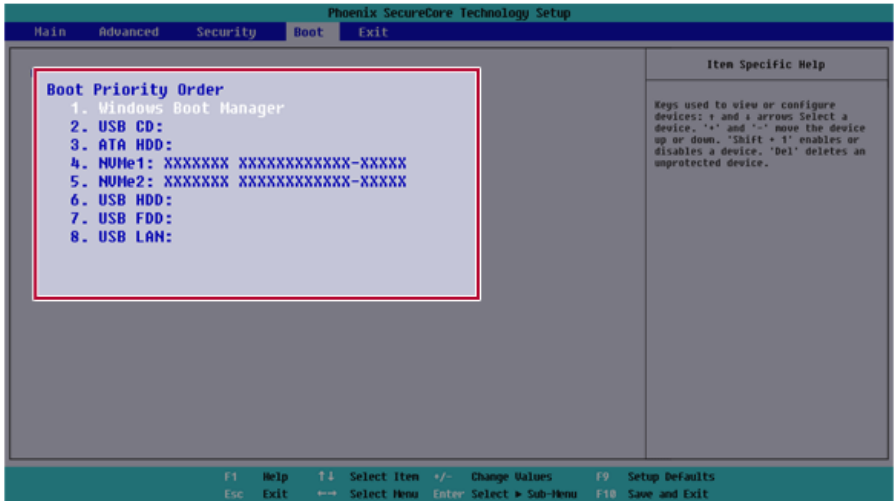 Phoenix SecureCore Technology Setup
Main Advanced Security Boot Exit
Item Specific Help
Boot Priority Order
1. Windows Boot Manager
2. USB CD:
3. ATA HDD:
4. NVMe1: XXXXXXX XXXXXXXXXXXX-XXXXX
5. NVMe2: XXXXXXX XXXXXXXXXXXX-XXXXX
6. USB HDD:
7. USB FDD:
8. USB LAN:
Keys used to view or configure
devices: ↑ and ↓ arrows Select a
device. '+' and '-' move the device
up or down. 'Shift + 1' enables or
disables a device. 'Del' deletes an
unprotected device.
F1 Help ↑↓ Select Item +/- Change Values F9 Setup Defaults
Esc Exit ←→ Select Menu Enter Select ► Sub-Menu F10 Save and Exit